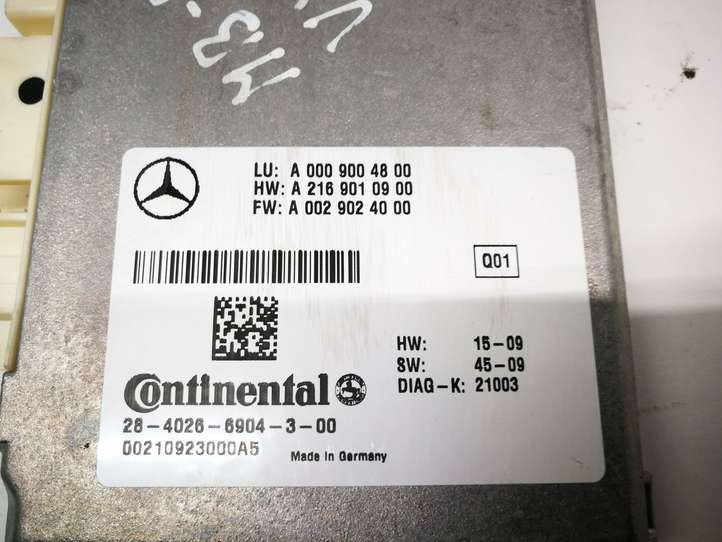 LU: A 000 900 48 00
HW: A 216 901 09 00
FW: A 002 902 40 00
Q01
HW: 15-09
SW: 45-09
DIAG-K: 21003
Continental
28-4026-6904-3-00
00210923000A5
Made in Germany